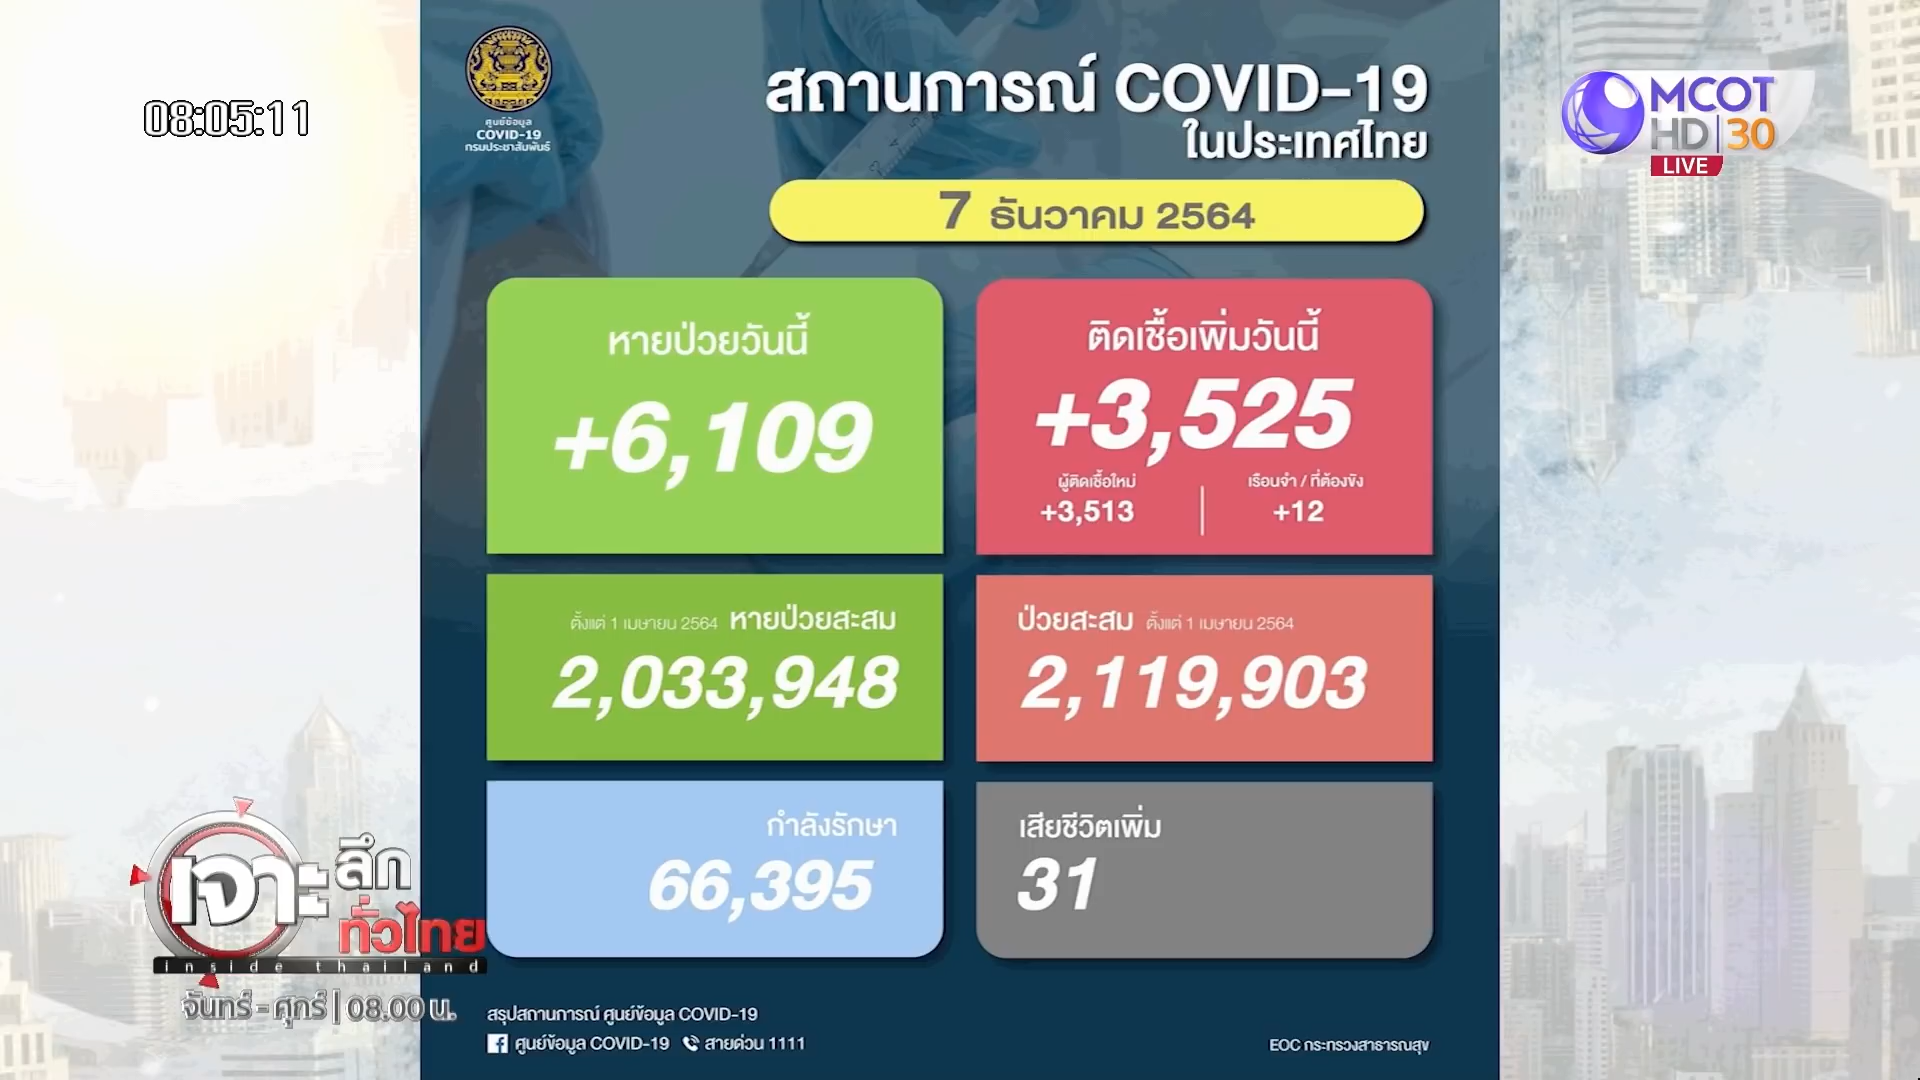 08:05:11
ศูนย์ข้อมูล
COVID-19
กรมประชาสัมพันธ์
สถานการณ์ COVID-19
ในประเทศไทย
7 ธันวาคม 2564
MCOT
HD 30
LIVE
หายป่วยวันนี้
+6,109
ติดเชื้อเพิ่มวันนี้
+3,525
ผู้ติดเชื้อใหม่
+3,513
เรือนจำ / ที่ต้องขัง
+12
ตั้งแต่ 1 เมษายน 2564 หายป่วยสะสม
2,033,948
ป่วยสะสม ตั้งแต่ 1 เมษายน 2564
2,119,903
กำลังรักษา
66,395
เสียชีวิตเพิ่ม
31
เจาะลึก
ทั่วไทย
inside thailand
จันทร์ - ศุกร์ | 08.00 น.
สรุปสถานการณ์ ศูนย์ข้อมูล COVID-19
ศูนย์ข้อมูล COVID-19 สายด่วน 1111
EOC กระทรวงสาธารณสุข